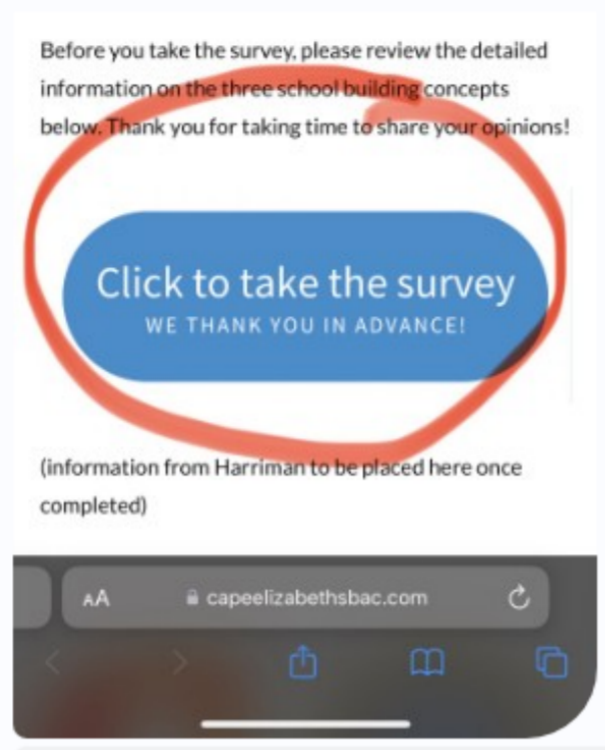 Before you take the survey, please review the detailed
information on the three school building concepts
below. Thank you for taking time to share your opinions!
Click to take the survey
WE THANK YOU IN ADVANCE!
(information from Harriman to be placed here once
completed)
AA capeelizabethsbac.com